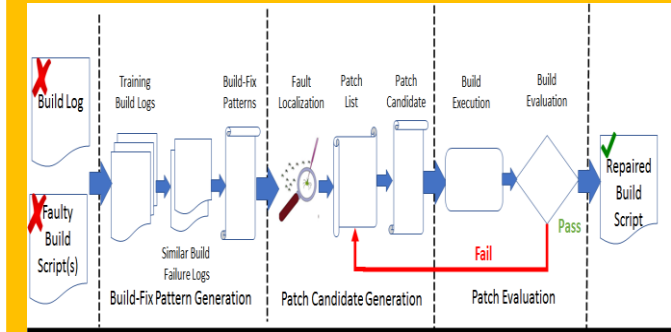 Build Log
Faulty
Build
Script(s)
Training
Build Logs
Similar Build
Failure Logs
Build-Fix
Patterns
Build-Fix Pattern Generation
Fault
Localization
Patch
List
Patch
Candidate
Patch Candidate Generation
Build
Execution
Build
Evaluation
Pass
Fail
Patch Evaluation
Repaired
Build
Script